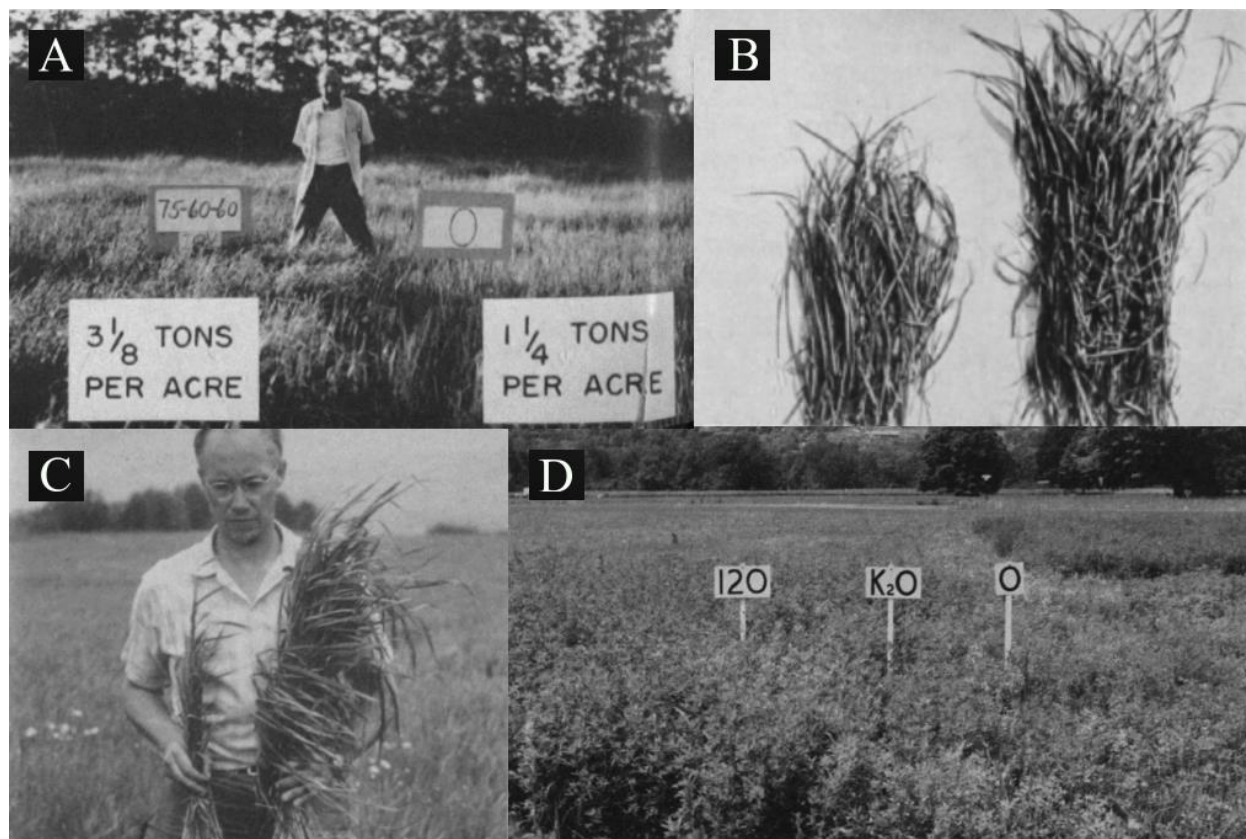 A
75-60-60
0
3 1/8 TONS
PER ACRE
1 1/4 TONS
PER ACRE
B
C
D
120
K₂O
0